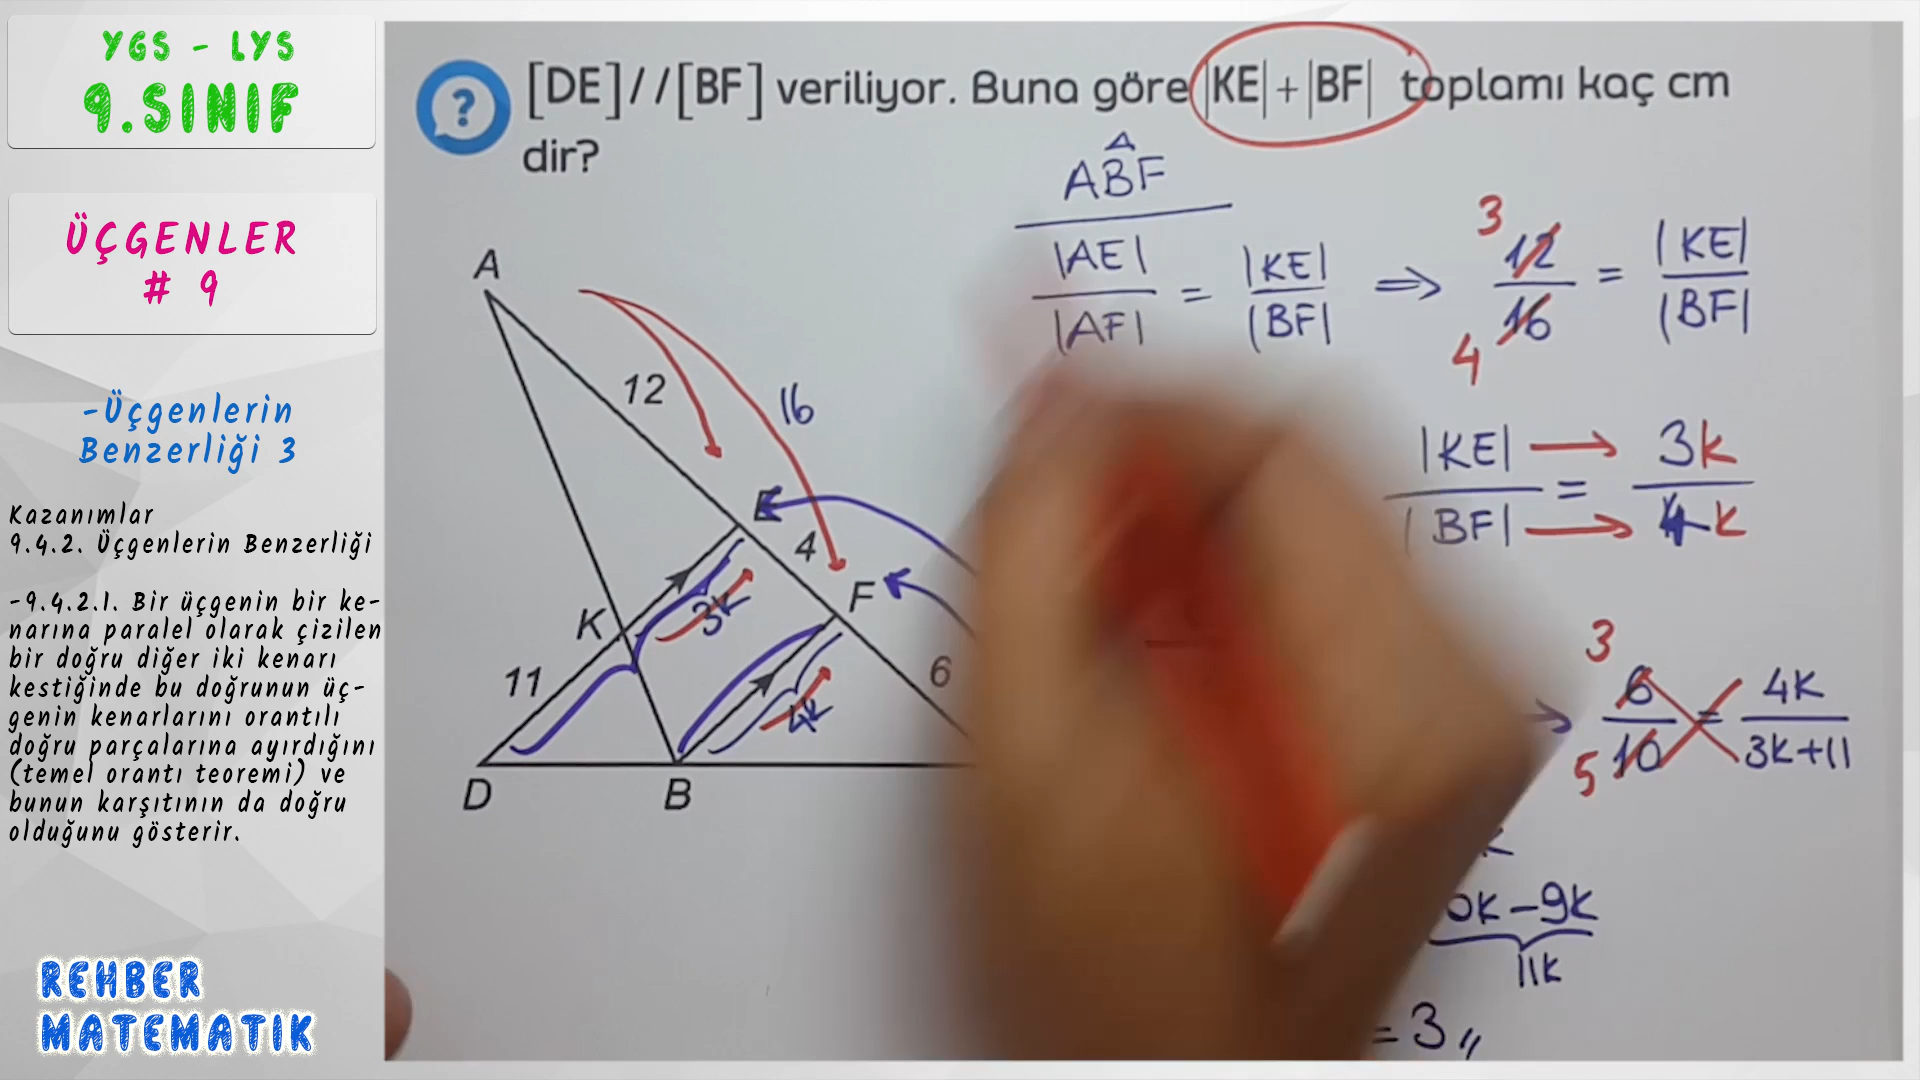 YGS - LYS
9.SINIF
ÜÇGENLER
# 9
-Üçgenlerin
Benzerliği 3
Kazanımlar
9.4.2. Üçgenlerin Benzerliği
-9.4.2.1. Bir üçgenin bir ke-
narına paralel olarak çizilen
bir doğru diğer iki kenarı
kestiğinde bu doğrunun üç-
genin kenarlarını orantılı
doğru parçalarına ayırdığını
(temel orantı teoremi) ve
bunun karşıtının da doğru
olduğunu gösterir.
REHBER
MATEMATIK
? [DE]//[BF] veriliyor. Buna göre |KE|+|BF| toplamı kaç cm
dir?
A
12
16
E
4
F
K
3k
11
6
4k
D
B
ABF
|AE| / |AF| = |KE| / |BF| ⇒ 12 / 16 = |KE| / |BF|
3
4
|KE| → 3k
=
|BF| → 4k
3
6 / 10 = 4k / 3k+11
5
k-9k
11k
= 3 //